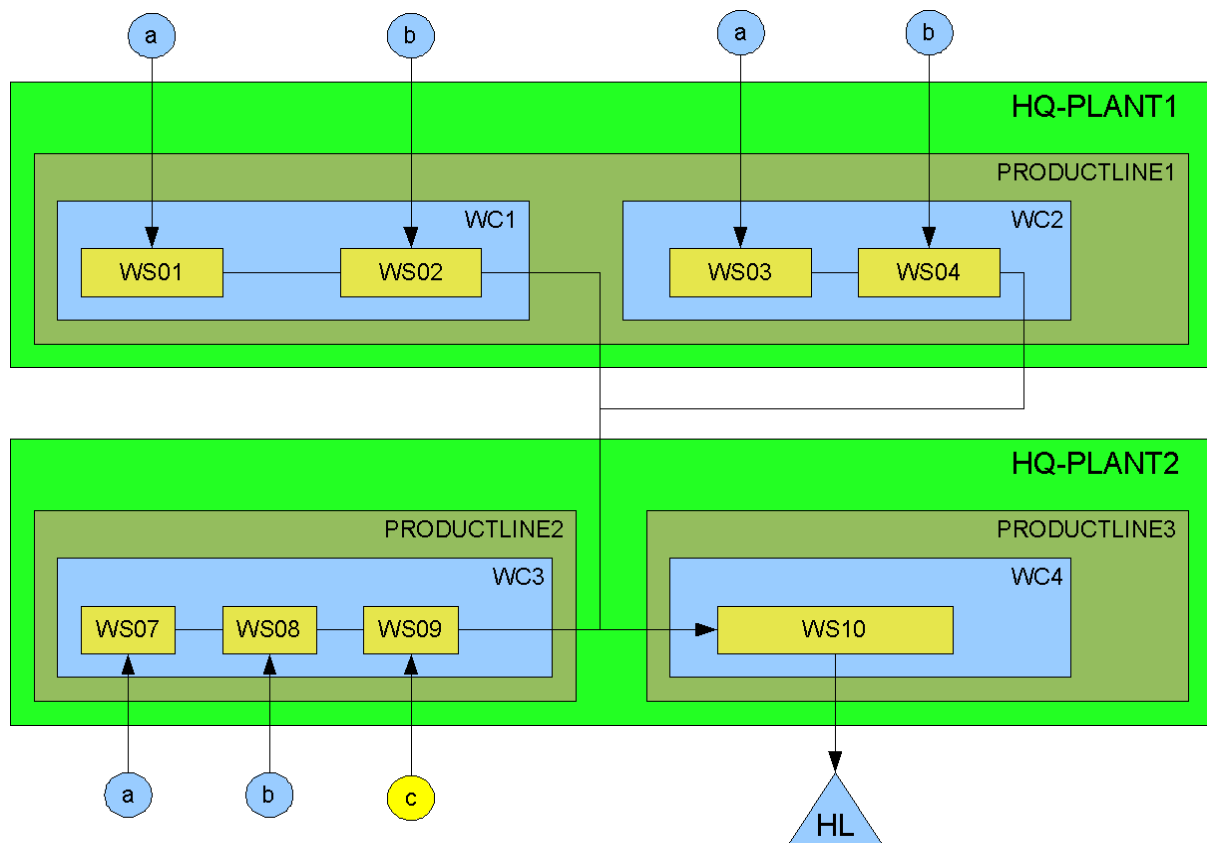 a
b
a
b
HQ-PLANT1
PRODUCTLINE1
WC1
WC2
WS01
WS02
WS03
WS04
HQ-PLANT2
PRODUCTLINE2
PRODUCTLINE3
WC3
WC4
WS07
WS08
WS09
WS10
a
b
c
HL